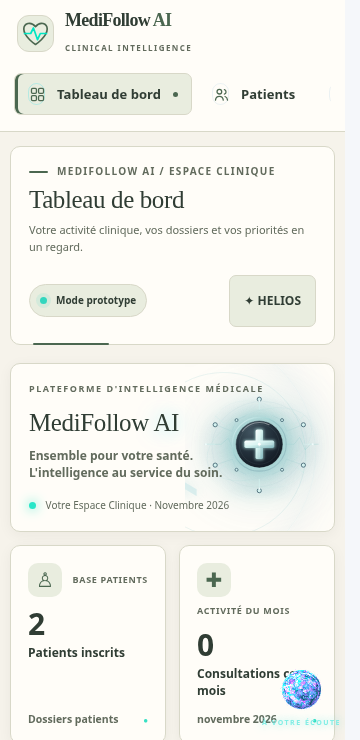 MediFollow AI
CLINICAL INTELLIGENCE
Tableau de bord
Patients
MEDIFOLLOW AI / ESPACE CLINIQUE
Tableau de bord
Votre activité clinique, vos dossiers et vos priorités en
un regard.
Mode prototype
✦ HELIOS
PLATEFORME D'INTELLIGENCE MÉDICALE
MediFollow AI
Ensemble pour votre santé.
L'intelligence au service du soin.
Votre Espace Clinique · Novembre 2026
BASE PATIENTS
2
Patients inscrits
Dossiers patients
ACTIVITÉ DU MOIS
0
Consultations
mois
novembre 2026
VOTRE ÉCOUTE